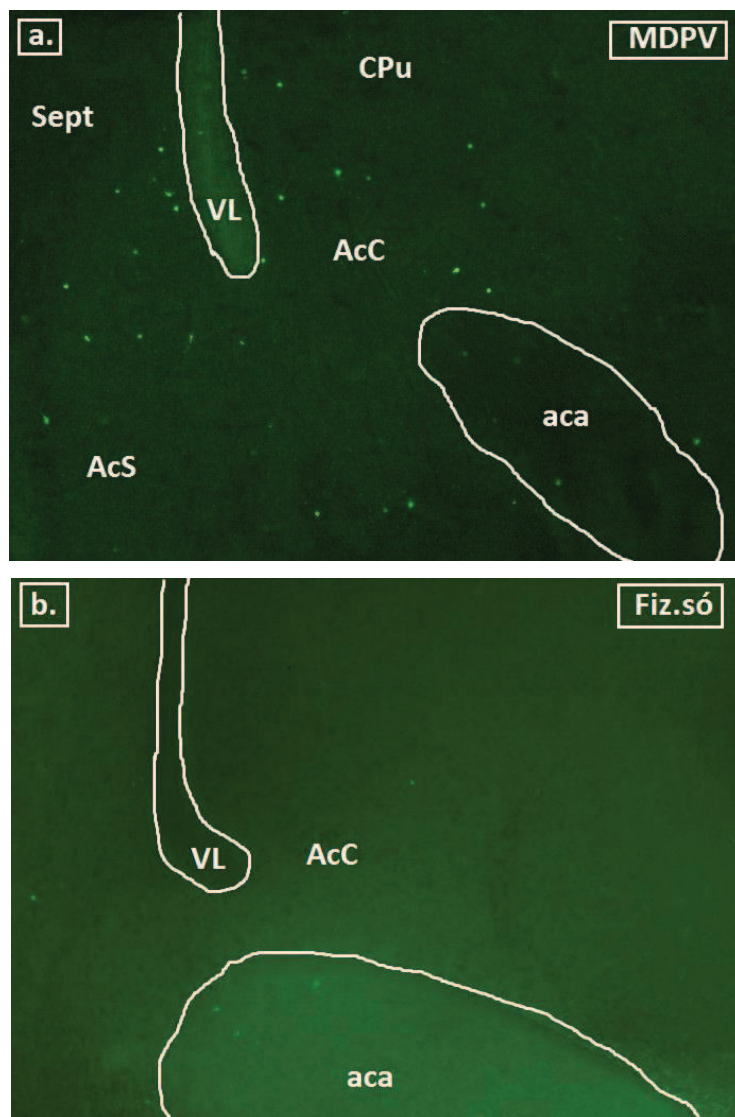 a.
MDPV
CPu
Sept
VL
AcC
aca
AcS
b.
Fiz.só
VL
AcC
aca